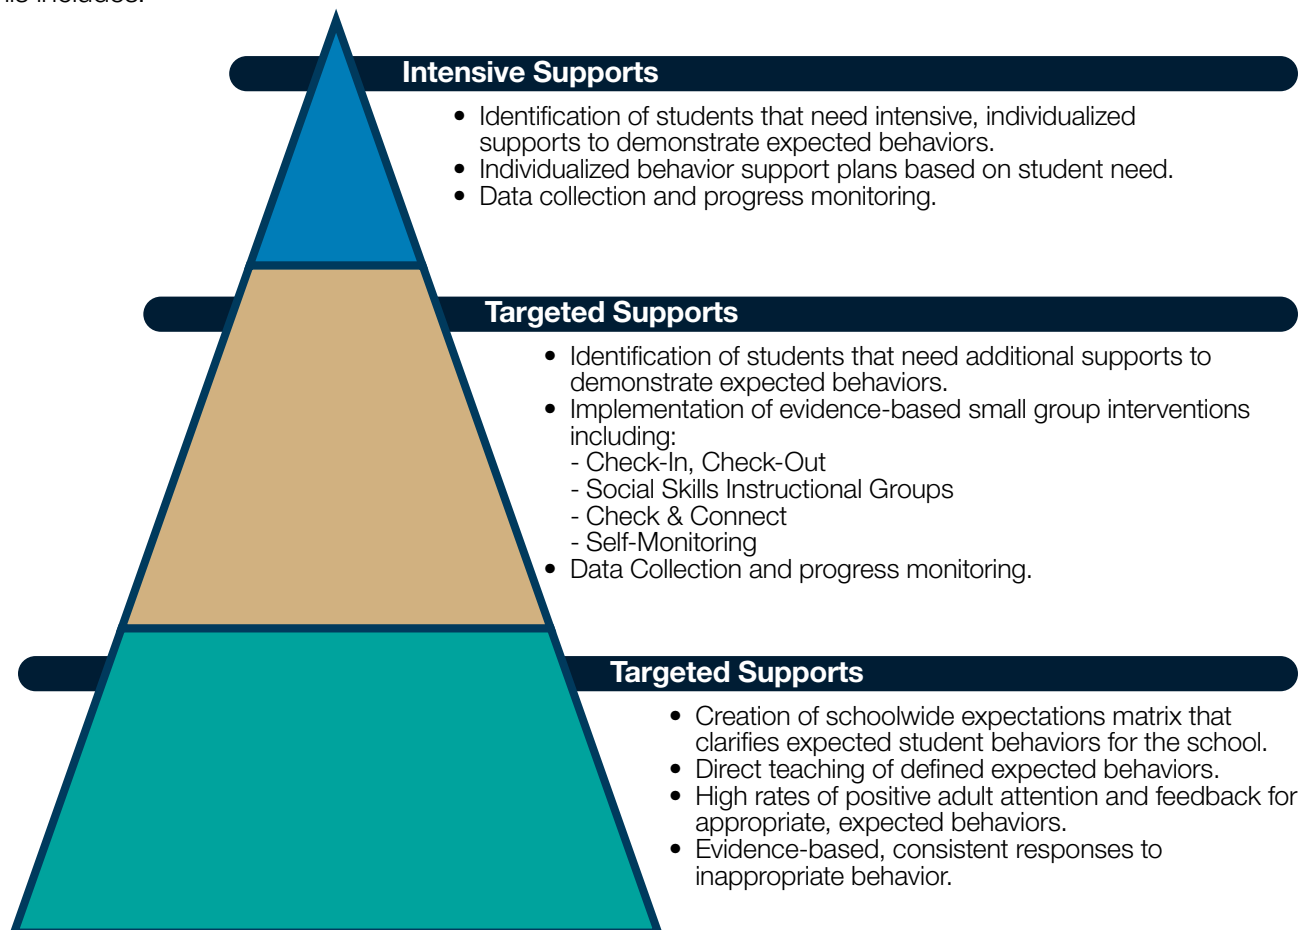 includes:
Intensive Supports
• Identification of students that need intensive, individualized
supports to demonstrate expected behaviors.
• Individualized behavior support plans based on student need.
• Data collection and progress monitoring.
Targeted Supports
• Identification of students that need additional supports to
demonstrate expected behaviors.
• Implementation of evidence-based small group interventions
including:
- Check-In, Check-Out
- Social Skills Instructional Groups
- Check & Connect
- Self-Monitoring
• Data Collection and progress monitoring.
Targeted Supports
• Creation of schoolwide expectations matrix that
clarifies expected student behaviors for the school.
• Direct teaching of defined expected behaviors.
• High rates of positive adult attention and feedback for
appropriate, expected behaviors.
• Evidence-based, consistent responses to
inappropriate behavior.